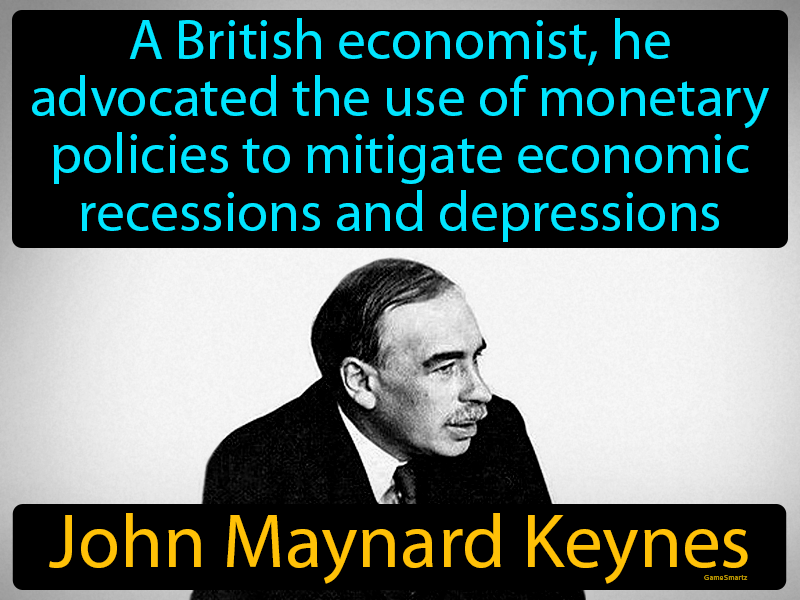 A British economist, he
advocated the use of monetary
policies to mitigate economic
recessions and depressions
John Maynard Keynes
GameSmartz